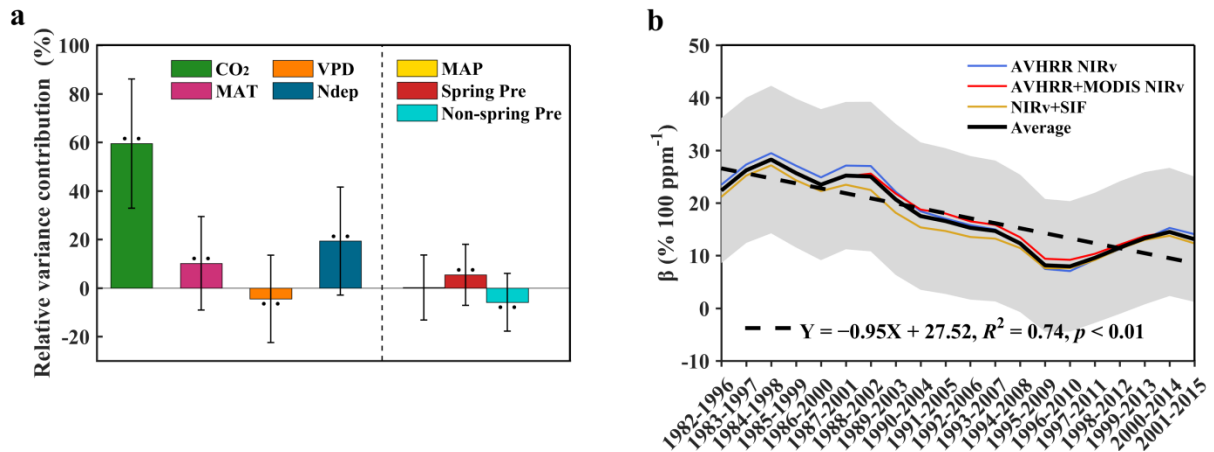 a
Relative variance contribution (%)
100
80
60
40
20
0
-20
CO₂
MAT
VPD
Ndep
MAP
Spring Pre
Non-spring Pre
b
β (% 100 ppm⁻¹)
50
40
30
20
10
0
-10
AVHRR NIRv
AVHRR+MODIS NIRv
NIRv+SIF
Average
Y = −0.95X + 27.52, R² = 0.74, p < 0.01
1982-1996
1983-1997
1984-1998
1985-1999
1986-2000
1987-2001
1988-2002
1989-2003
1990-2004
1991-2005
1992-2006
1993-2007
1994-2008
1995-2009
1996-2010
1997-2011
1998-2012
1999-2013
2000-2014
2001-2015